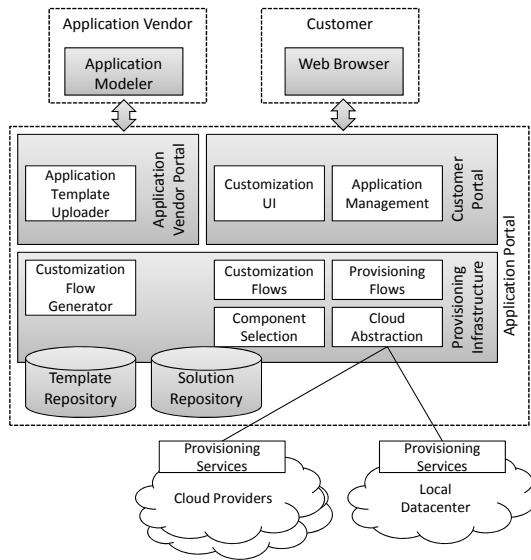 Application Vendor
Customer
Application
Modeler
Web Browser
Application
Template
Uploader
Application
Vendor Portal
Customization
UI
Application
Management
Customer
Portal
Application Portal
Customization
Flow
Generator
Customization
Flows
Provisioning
Flows
Component
Selection
Cloud
Abstraction
Provisioning
Infrastructure
Template
Repository
Solution
Repository
Provisioning
Services
Cloud Providers
Provisioning
Services
Local
Datacenter